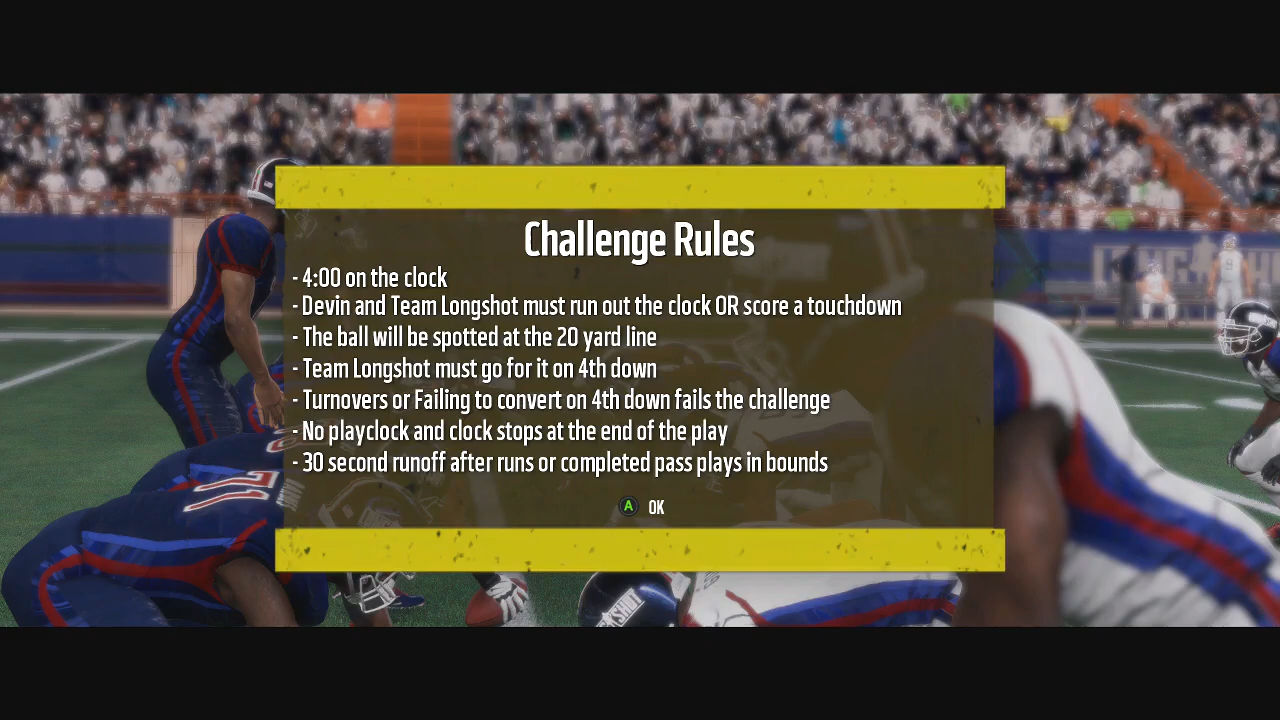 Challenge Rules
- 4:00 on the clock
- Devin and Team Longshot must run out the clock OR score a touchdown
- The ball will be spotted at the 20 yard line
- Team Longshot must go for it on 4th down
- Turnovers or Failing to convert on 4th down fails the challenge
- No playclock and clock stops at the end of the play
- 30 second runoff after runs or completed pass plays in bounds
A OK
71